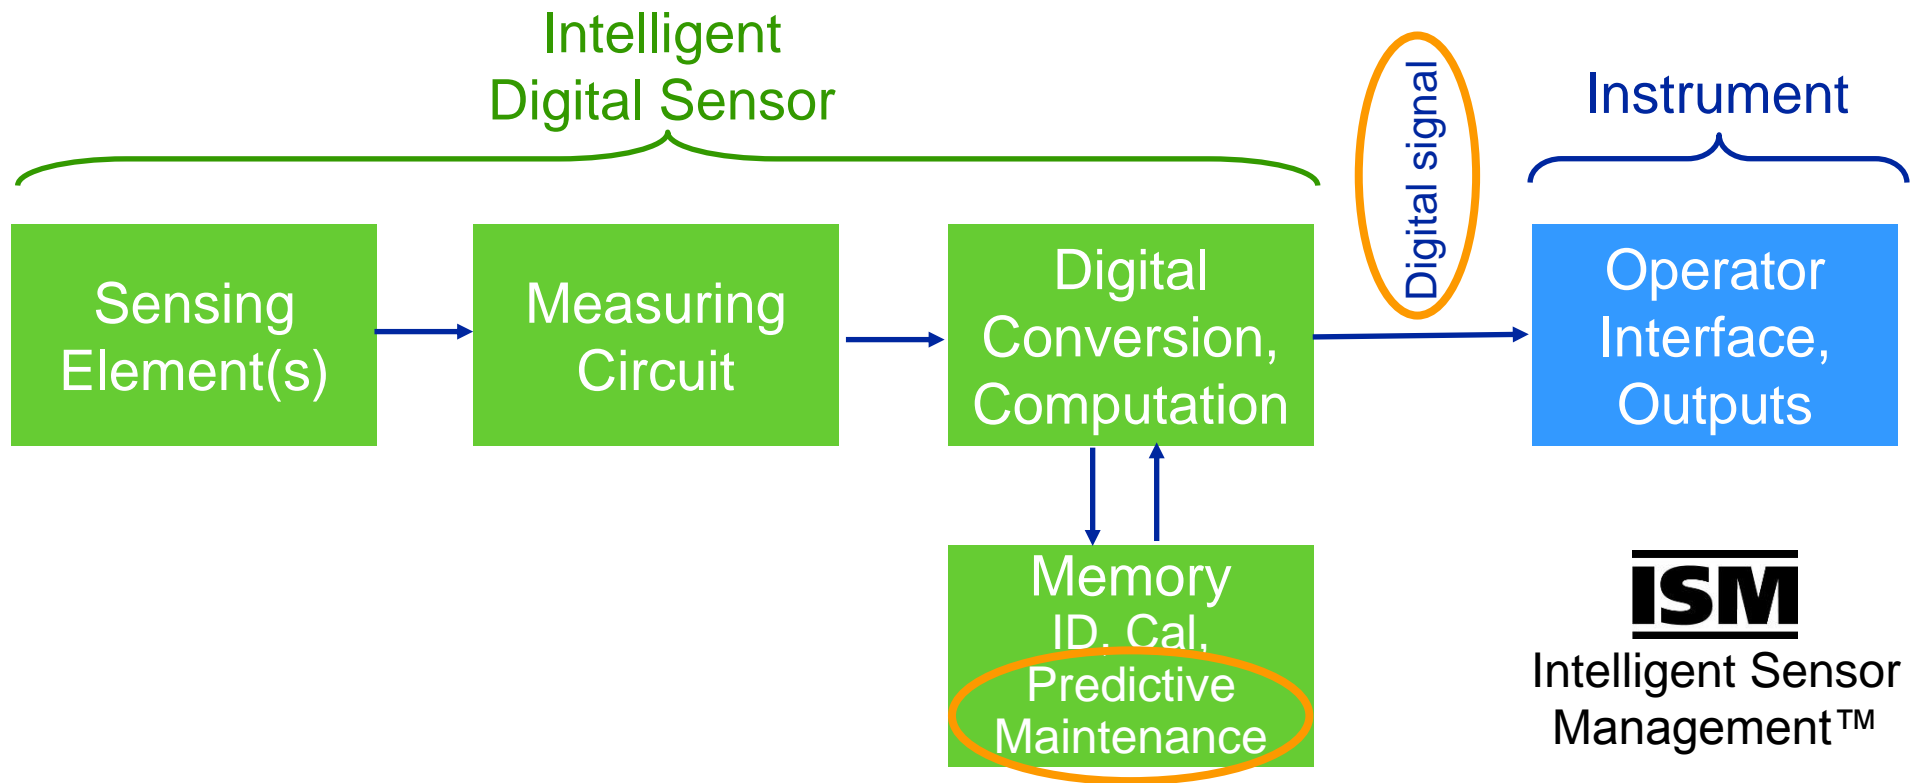 Intelligent
Digital Sensor
Digital signal
Instrument
Sensing
Element(s)
Measuring
Circuit
Digital
Conversion,
Computation
Operator
Interface,
Outputs
Memory
ID, Cal,
Predictive
Maintenance
ISM
Intelligent Sensor
Management™